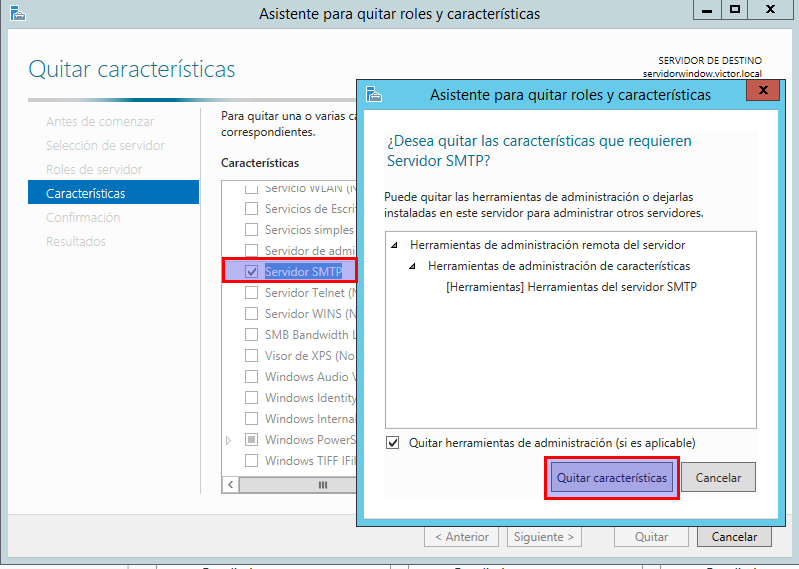 Asistente para quitar roles y características
Quitar características
SERVIDOR DE DESTINO
servidorwindow.victor.local
Antes de comenzar
Selección de servidor
Roles de servidor
Características
Confirmación
Resultados
Para quitar una o varias
correspondientes.
Características
Servicio WLAN (N
Servicios de Escri
Servicios simples
Servidor de admi
Servidor SMTP
Servidor Telnet (N
Servidor WINS (N
SMB Bandwidth L
Visor de XPS (No
Windows Audio V
Windows Identity
Windows Interna
Windows PowerS
Windows TIFF IFil
< Anterior
Siguiente >
Quitar
Cancelar
Asistente para quitar roles y características
¿Desea quitar las características que requieren
Servidor SMTP?
Puede quitar las herramientas de administración o dejarlas
instaladas en este servidor para administrar otros servidores.
Herramientas de administración remota del servidor
Herramientas de administración de características
[Herramientas] Herramientas del servidor SMTP
Quitar herramientas de administración (si es aplicable)
Quitar características
Cancelar